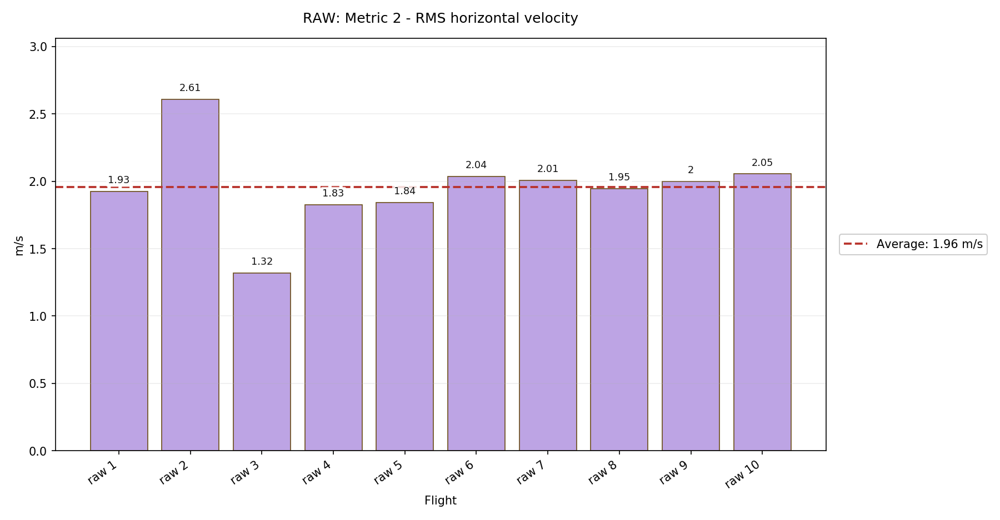 RAW: Metric 2 - RMS horizontal velocity
3.0
2.5
2.0
1.5
1.0
0.5
0.0
m/s
1.93
2.61
1.32
1.83
1.84
2.04
2.01
1.95
2
2.05
Average: 1.96 m/s
raw 1
raw 2
raw 3
raw 4
raw 5
raw 6
raw 7
raw 8
raw 9
raw 10
Flight